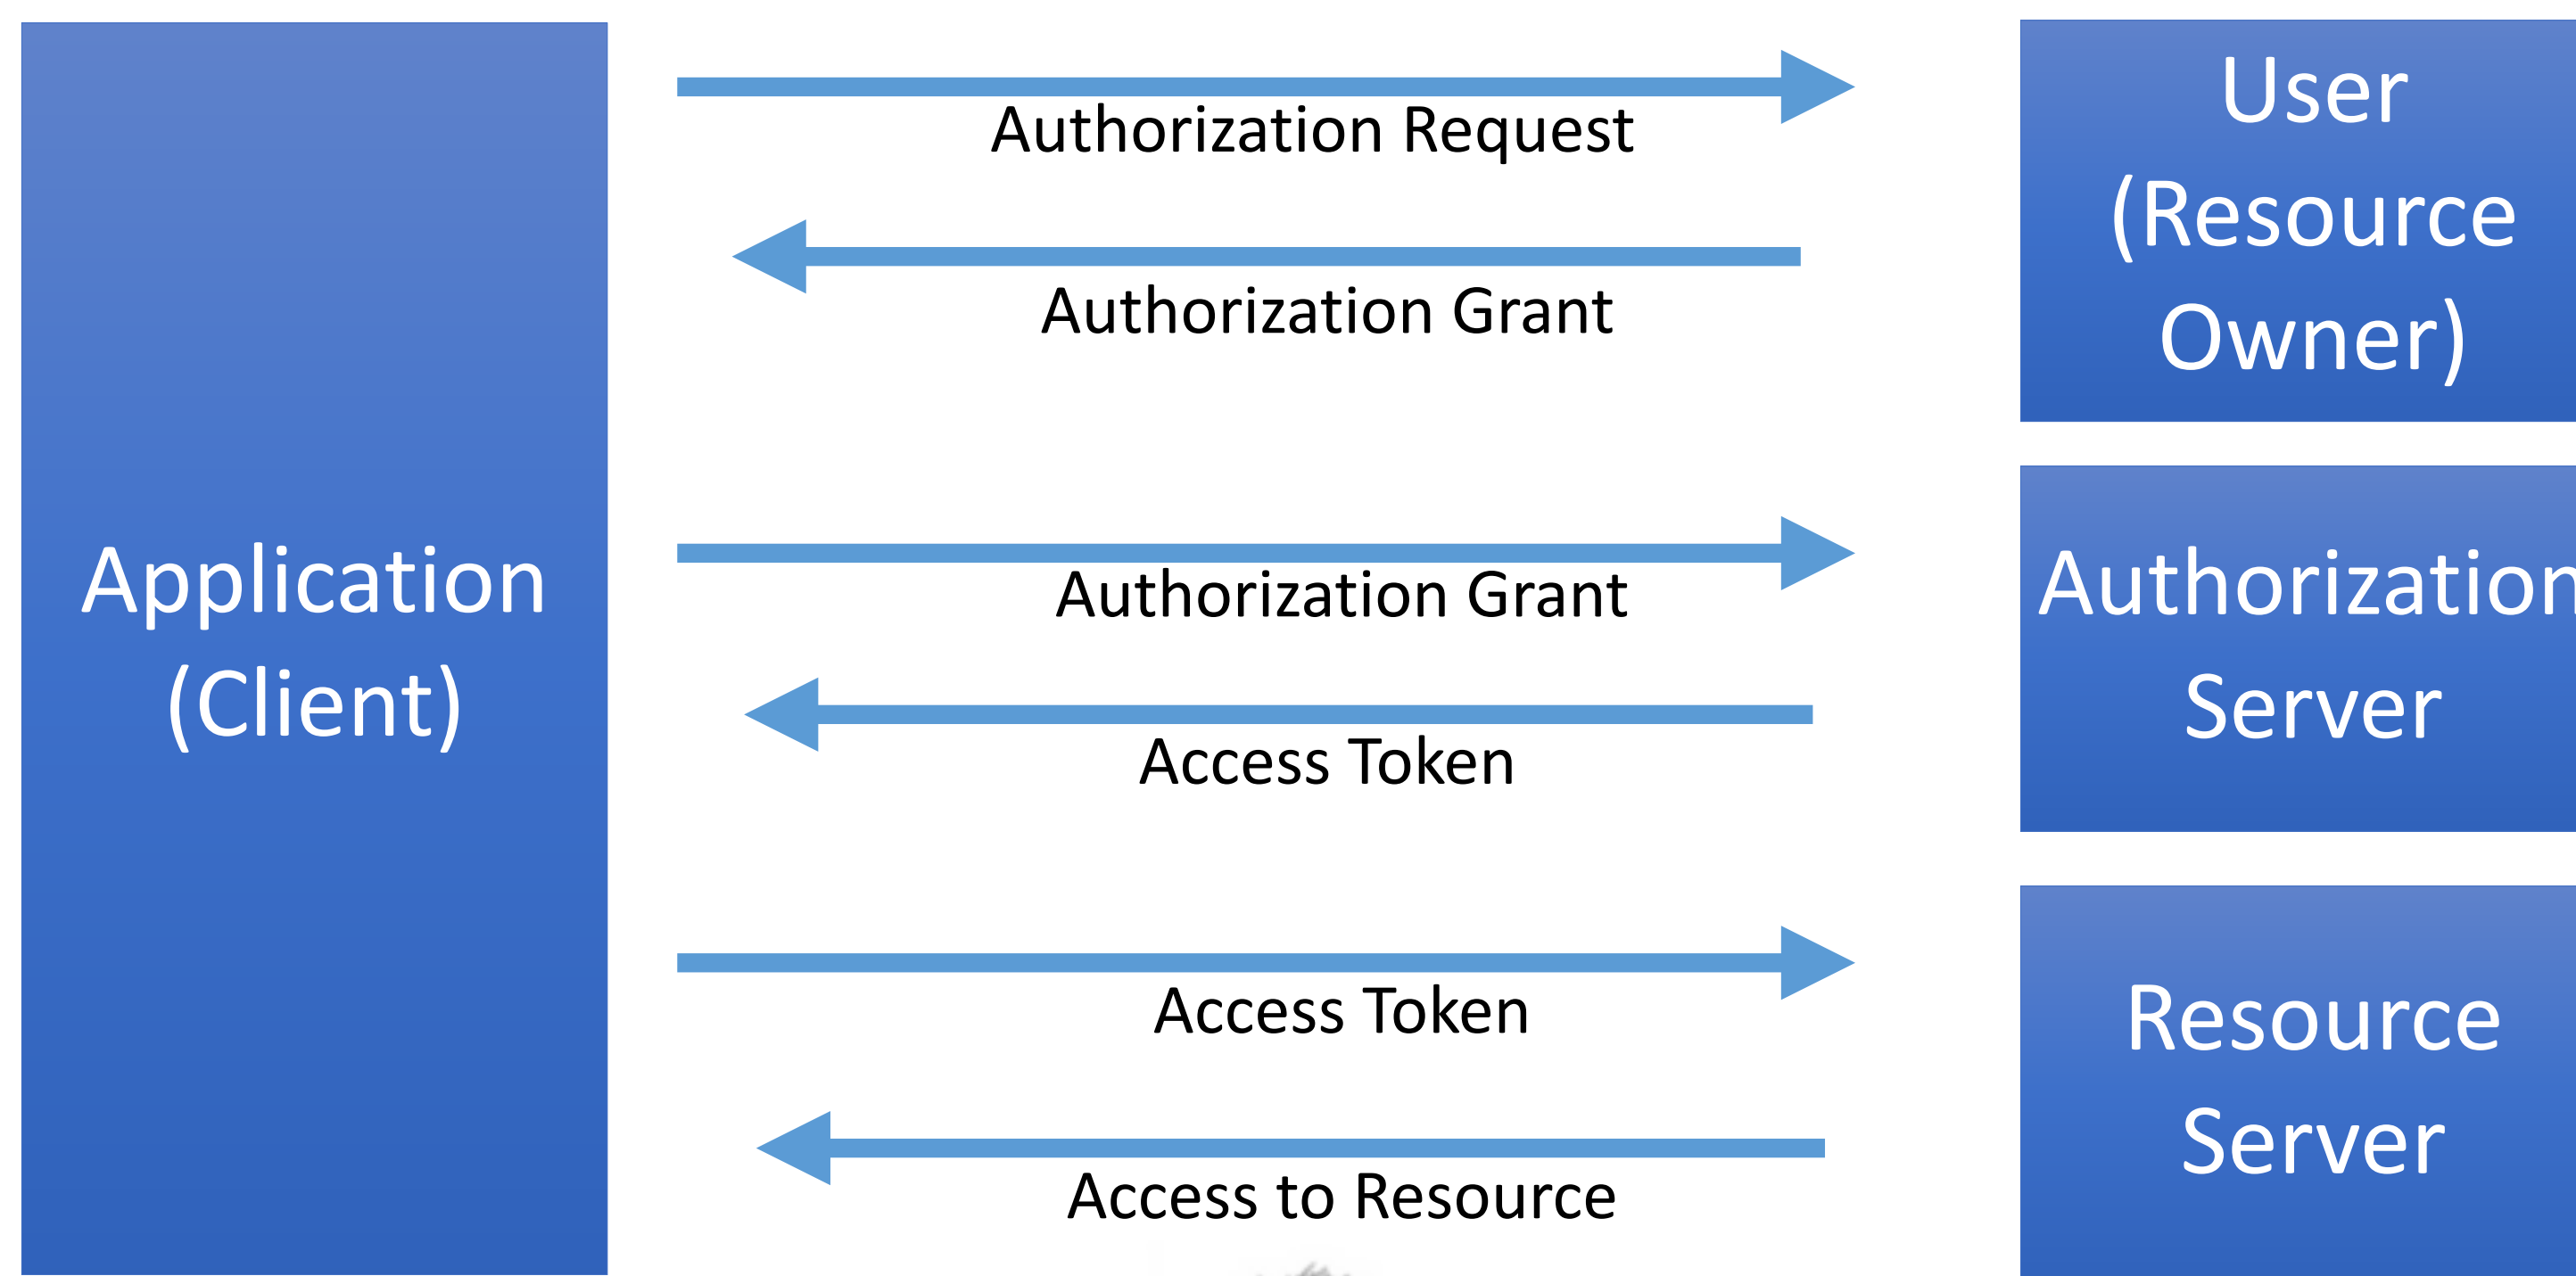 Application
(Client)
Authorization Request
Authorization Grant
Authorization Grant
Access Token
Access Token
Access to Resource
User
(Resource
Owner)
Authorization
Server
Resource
Server